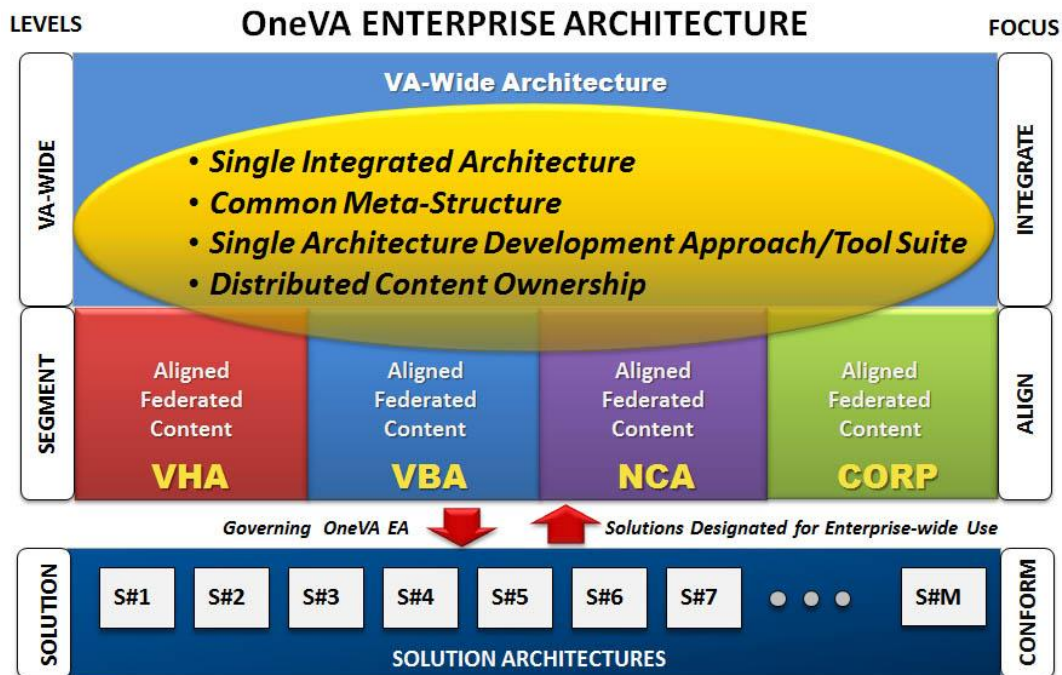 LEVELS
OneVA ENTERPRISE ARCHITECTURE
FOCUS
VA-WIDE
VA-Wide Architecture
• Single Integrated Architecture
• Common Meta-Structure
• Single Architecture Development Approach/Tool Suite
• Distributed Content Ownership
INTEGRATE
SEGMENT
Aligned
Federated
Content
VHA
Aligned
Federated
Content
VBA
Aligned
Federated
Content
NCA
Aligned
Federated
Content
CORP
ALIGN
Governing OneVA EA
Solutions Designated for Enterprise-wide Use
SOLUTION
S#1 S#2 S#3 S#4 S#5 S#6 S#7 S#M
SOLUTION ARCHITECTURES
CONFORM